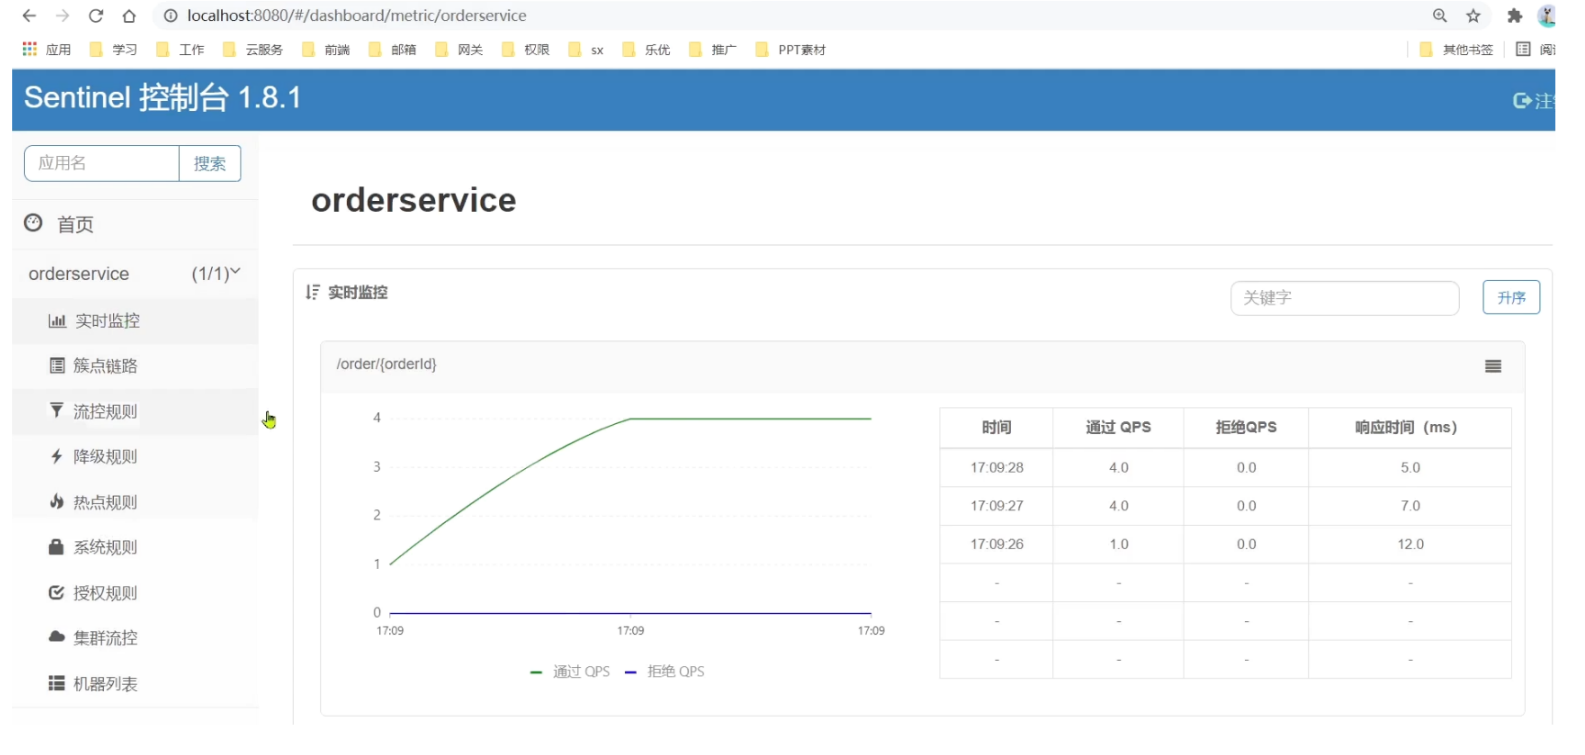 localhost:8080/#/dashboard/metric/orderservice
应用 学习 工作 云服务 前端 邮箱 网关 权限 sx 乐优 推广 PPT素材 其他书签
Sentinel 控制台 1.8.1
应用名 搜索
orderservice
首页
orderservice (1/1)
实时监控
簇点链路
流控规则
降级规则
热点规则
系统规则
授权规则
集群流控
机器列表
实时监控 关键字 升序
/order/{orderId}
4
3
2
1
0
17:09 17:09 17:09
通过 QPS 拒绝 QPS
时间 通过 QPS 拒绝QPS 响应时间 (ms)
17:09:28 4.0 0.0 5.0
17:09:27 4.0 0.0 7.0
17:09:26 1.0 0.0 12.0
- - - -
- - - -
- - - -